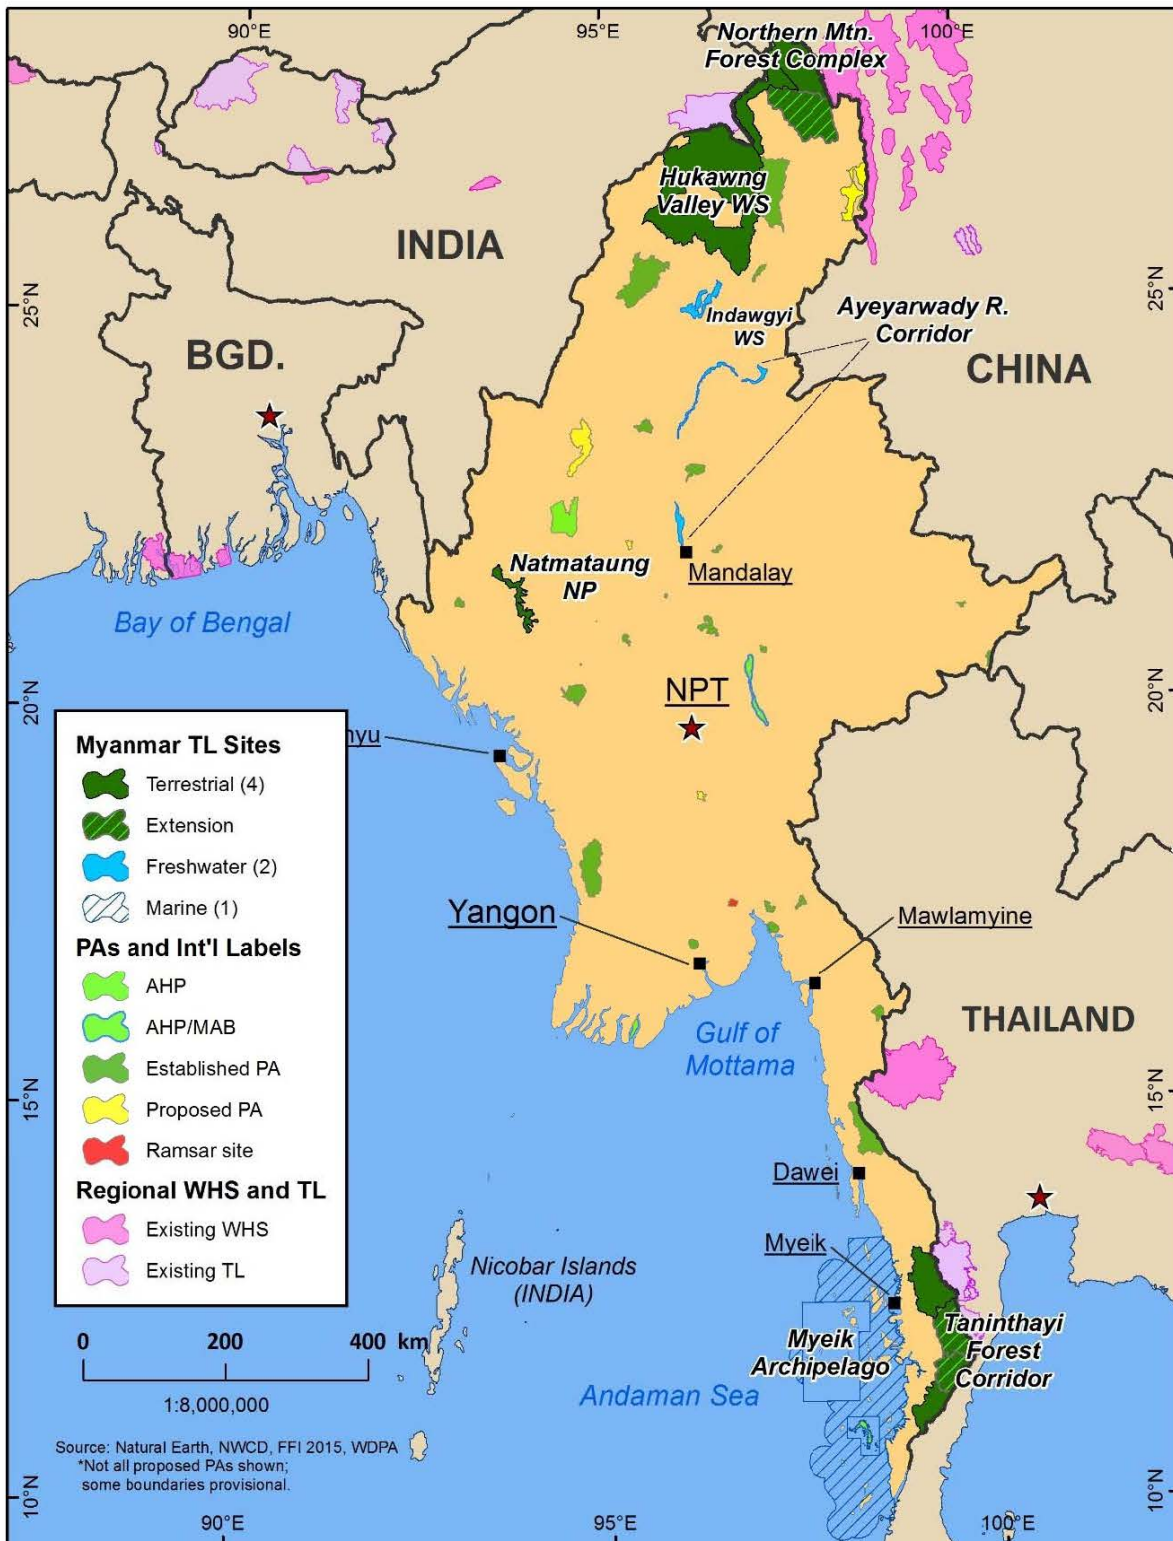 90°E
95°E
100°E
Northern Mtn.
Forest Complex
Hukawng
Valley WS
INDIA
25°N
25°N
Indawgyi
WS
Ayeyarwady R.
Corridor
BGD.
CHINA
Natmataung
NP
Mandalay
Bay of Bengal
NPT
20°N
20°N
Myanmar TL Sites
Terrestrial (4)
Extension
Freshwater (2)
Marine (1)
PAs and Int'l Labels
AHP
AHP/MAB
Established PA
Proposed PA
Ramsar site
Regional WHS and TL
Existing WHS
Existing TL
Yangon
Mawlamyine
Gulf of
Mottama
THAILAND
15°N
15°N
Dawei
Myeik
Nicobar Islands
(INDIA)
Myeik
Archipelago
Taninthayi
Forest
Corridor
Andaman Sea
0 200 400 km
1:8,000,000
Source: Natural Earth, NWCD, FFI 2015, WDPA
*Not all proposed PAs shown;
some boundaries provisional.
10°N
10°N
90°E
95°E
100°E